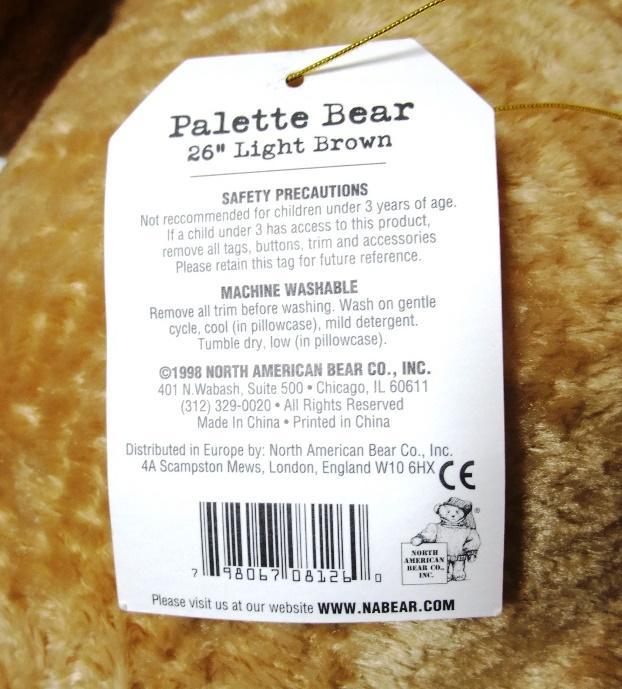 Palette Bear
26" Light Brown
SAFETY PRECAUTIONS
Not reccommended for children under 3 years of age.
If a child under 3 has access to this product,
remove all tags, buttons, trim and accessories
Please retain this tag for future reference.
MACHINE WASHABLE
Remove all trim before washing. Wash on gentle
cycle, cool (in pillowcase), mild detergent.
Tumble dry, low (in pillowcase).
©1998 NORTH AMERICAN BEAR CO., INC.
401 N.Wabash, Suite 500 • Chicago, IL 60611
(312) 329-0020 • All Rights Reserved
Made In China • Printed in China
Distributed in Europe by: North American Bear Co., Inc.
4A Scampston Mews, London, England W10 6HX CE
®
NORTH
AMERICAN
BEAR CO.,
INC.
7 98067 08126 0
Please visit us at our website WWW.NABEAR.COM